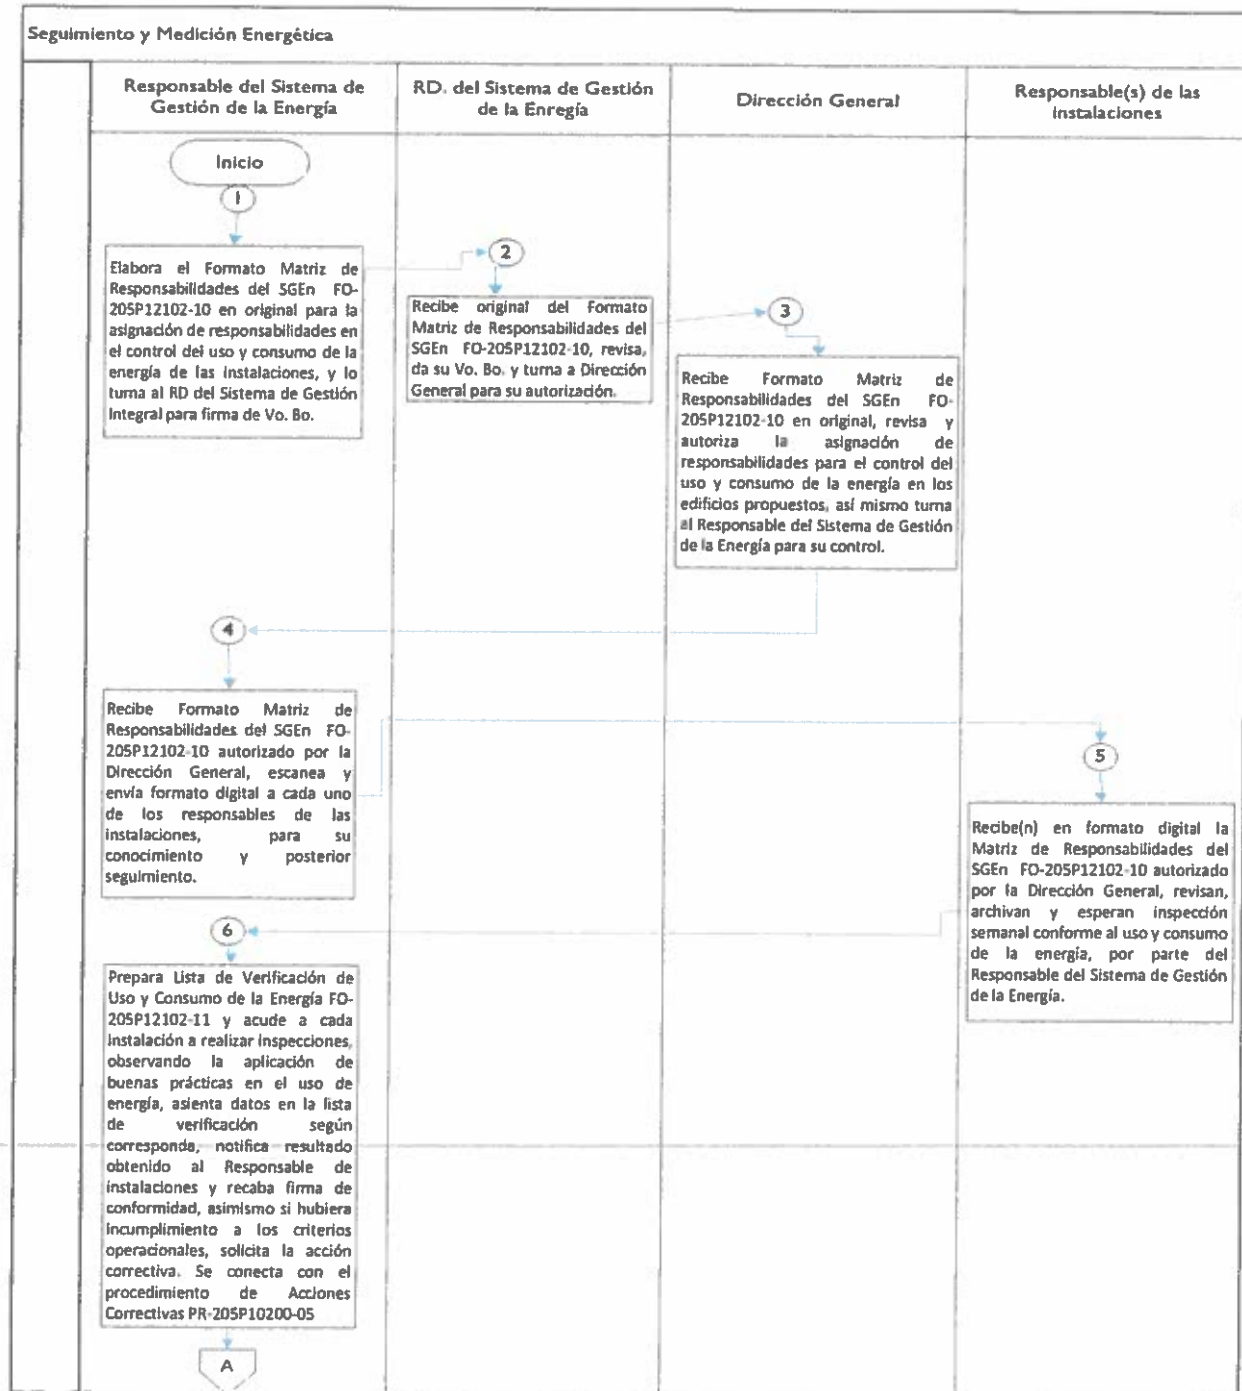 Seguimiento y Medición Energética
Responsable del Sistema de
Gestión de la Energía
RD. del Sistema de Gestión
de la Enregía
Dirección General
Responsable(s) de las
instalaciones
Inicio
1
Elabora el Formato Matriz de
Responsabilidades del SGEn FO-
205P12102-10 en original para la
asignación de responsabilidades en
el control del uso y consumo de la
energía de las instalaciones, y lo
turna al RD del Sistema de Gestión
Integral para firma de Vo. Bo.
2
Recibe original del Formato
Matriz de Responsabilidades del
SGEn FO-205P12102-10, revisa,
da su Vo. Bo. y turna a Dirección
General para su autorización.
3
Recibe Formato Matriz de
Responsabilidades del SGEn FO-
205P12102-10 en original, revisa y
autoriza la asignación de
responsabilidades para el control del
uso y consumo de la energía en los
edificios propuestos, así mismo turna
al Responsable del Sistema de Gestión
de la Energía para su control.
4
Recibe Formato Matriz de
Responsabilidades del SGEn FO-
205P12102-10 autorizado por la
Dirección General, escanea y
envía formato digital a cada uno
de los responsables de las
instalaciones, para su
conocimiento y posterior
seguimiento.
5
Recibe(n) en formato digital la
Matriz de Responsabilidades del
SGEn FO-205P12102-10 autorizado
por la Dirección General, revisan,
archivan y esperan inspección
semanal conforme al uso y consumo
de la energía, por parte del
Responsable del Sistema de Gestión
de la Energía.
6
Prepara Lista de Verificación de
Uso y Consumo de la Energía FO-
205P12102-11 y acude a cada
instalación a realizar inspecciones,
observando la aplicación de
buenas prácticas en el uso de
energía, asienta datos en la lista
de verificación según
corresponda, notifica resultado
obtenido al Responsable de
instalaciones y recaba firma de
conformidad, asimismo si hubiera
incumplimiento a los criterios
operacionales, solicita la acción
correctiva. Se conecta con el
procedimiento de Acciones
Correctivas PR-205P10200-05
A